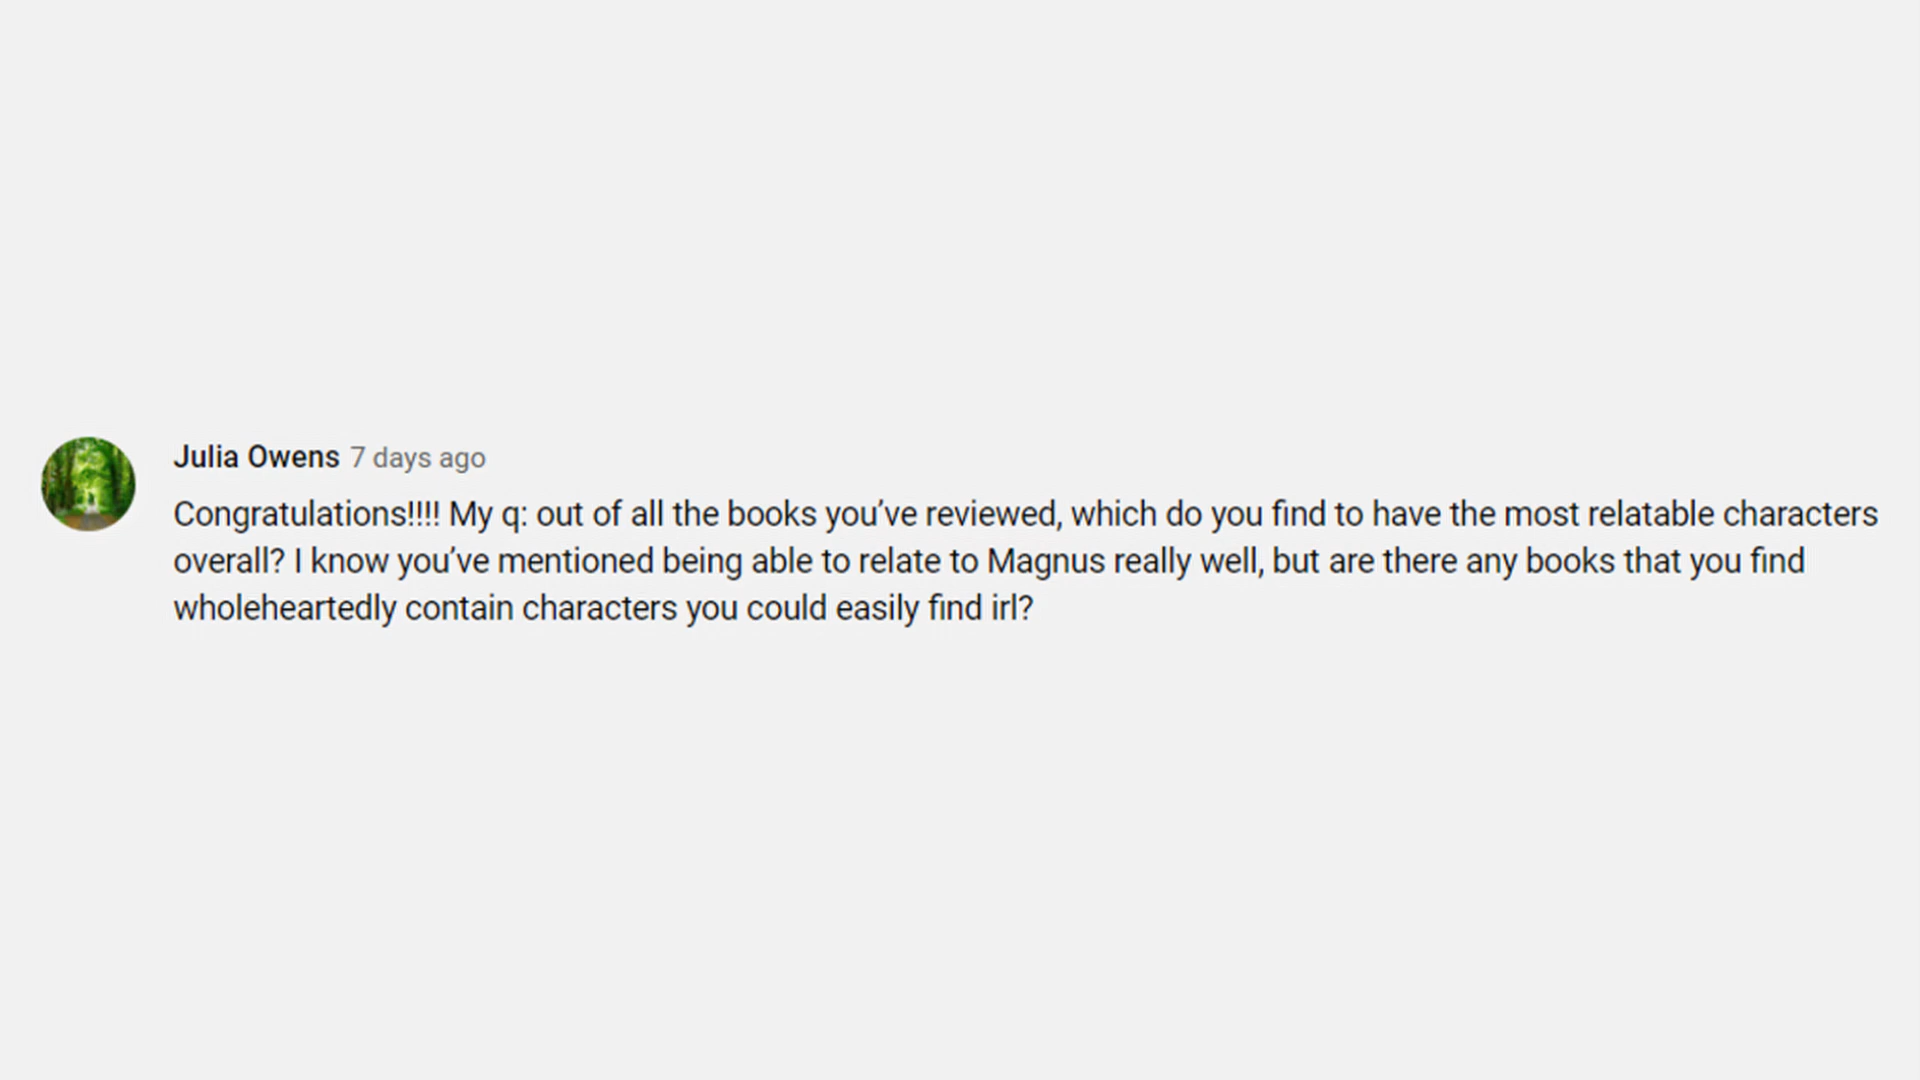 Julia Owens 7 days ago
Congratulations!!!! My q: out of all the books you’ve reviewed, which do you find to have the most relatable characters
overall? I know you’ve mentioned being able to relate to Magnus really well, but are there any books that you find
wholeheartedly contain characters you could easily find irl?